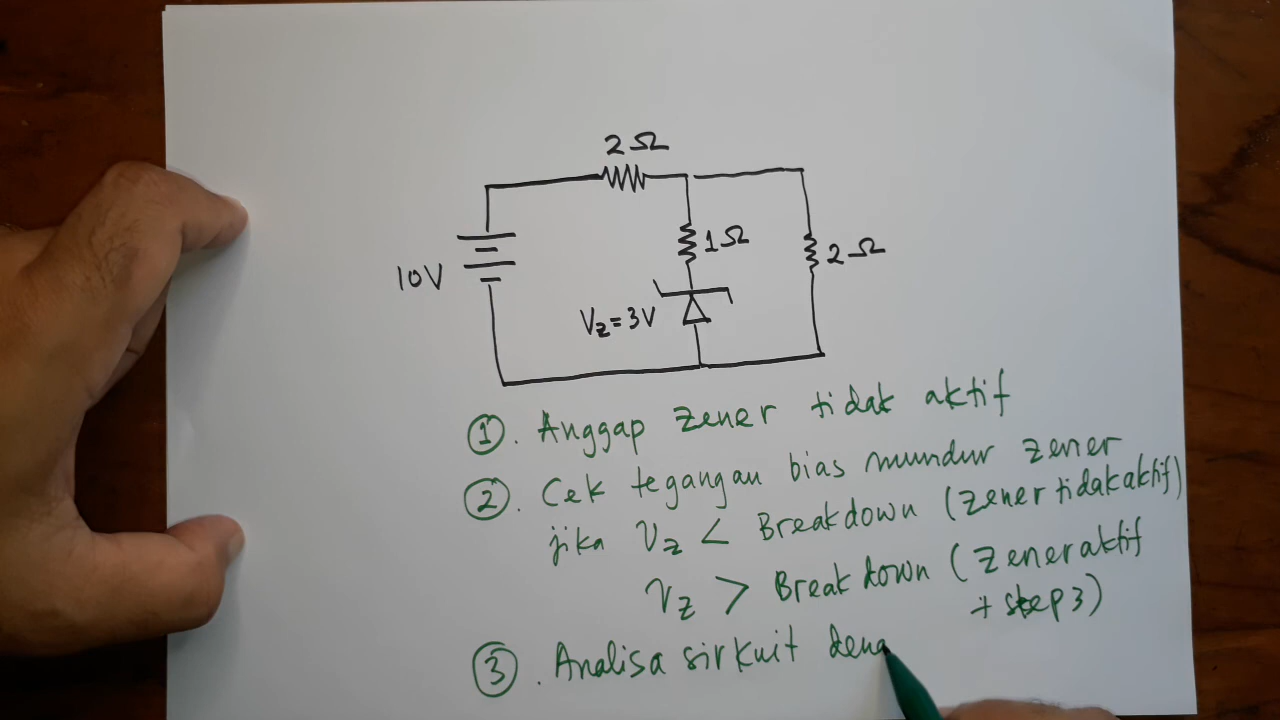 2Ω
1Ω
2Ω
10V
Vz=3V
①. Anggap zener tidak aktif
②. Cek tegangan bias mundur zener
jika Vz < Breakdown (zener tidak aktif)
Vz > Breakdown (zener aktif
+ step 3)
③. Analisa sirkuit deng